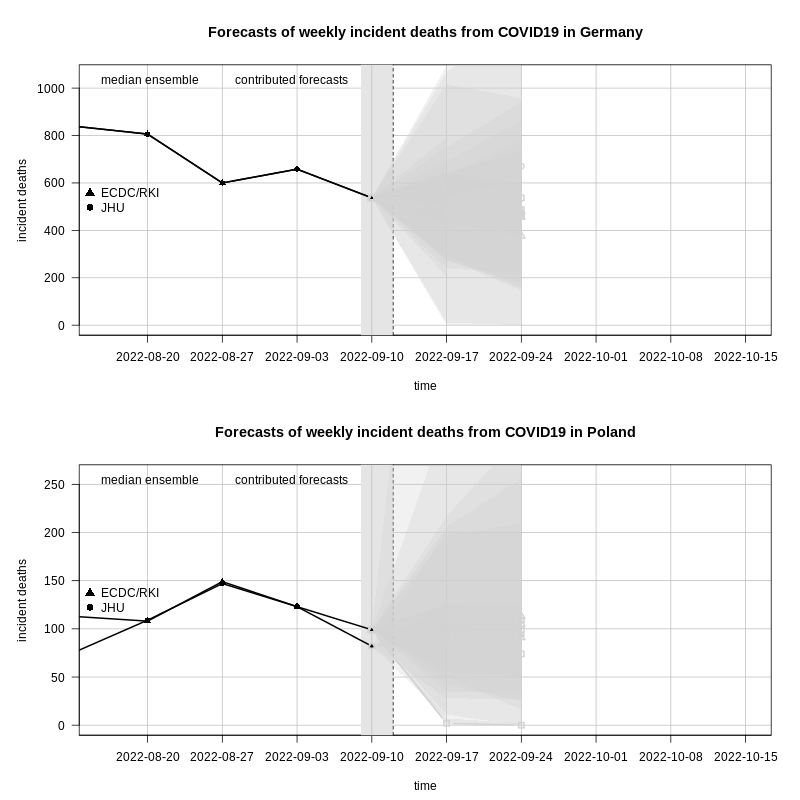 Forecasts of weekly incident deaths from COVID19 in Germany
median ensemble contributed forecasts
1000
800
600
400
200
0
incident deaths
ECDC/RKI
JHU
2022-08-20 2022-08-27 2022-09-03 2022-09-10 2022-09-17 2022-09-24 2022-10-01 2022-10-08 2022-10-15
time
Forecasts of weekly incident deaths from COVID19 in Poland
median ensemble contributed forecasts
250
200
150
100
50
0
incident deaths
ECDC/RKI
JHU
2022-08-20 2022-08-27 2022-09-03 2022-09-10 2022-09-17 2022-09-24 2022-10-01 2022-10-08 2022-10-15
time